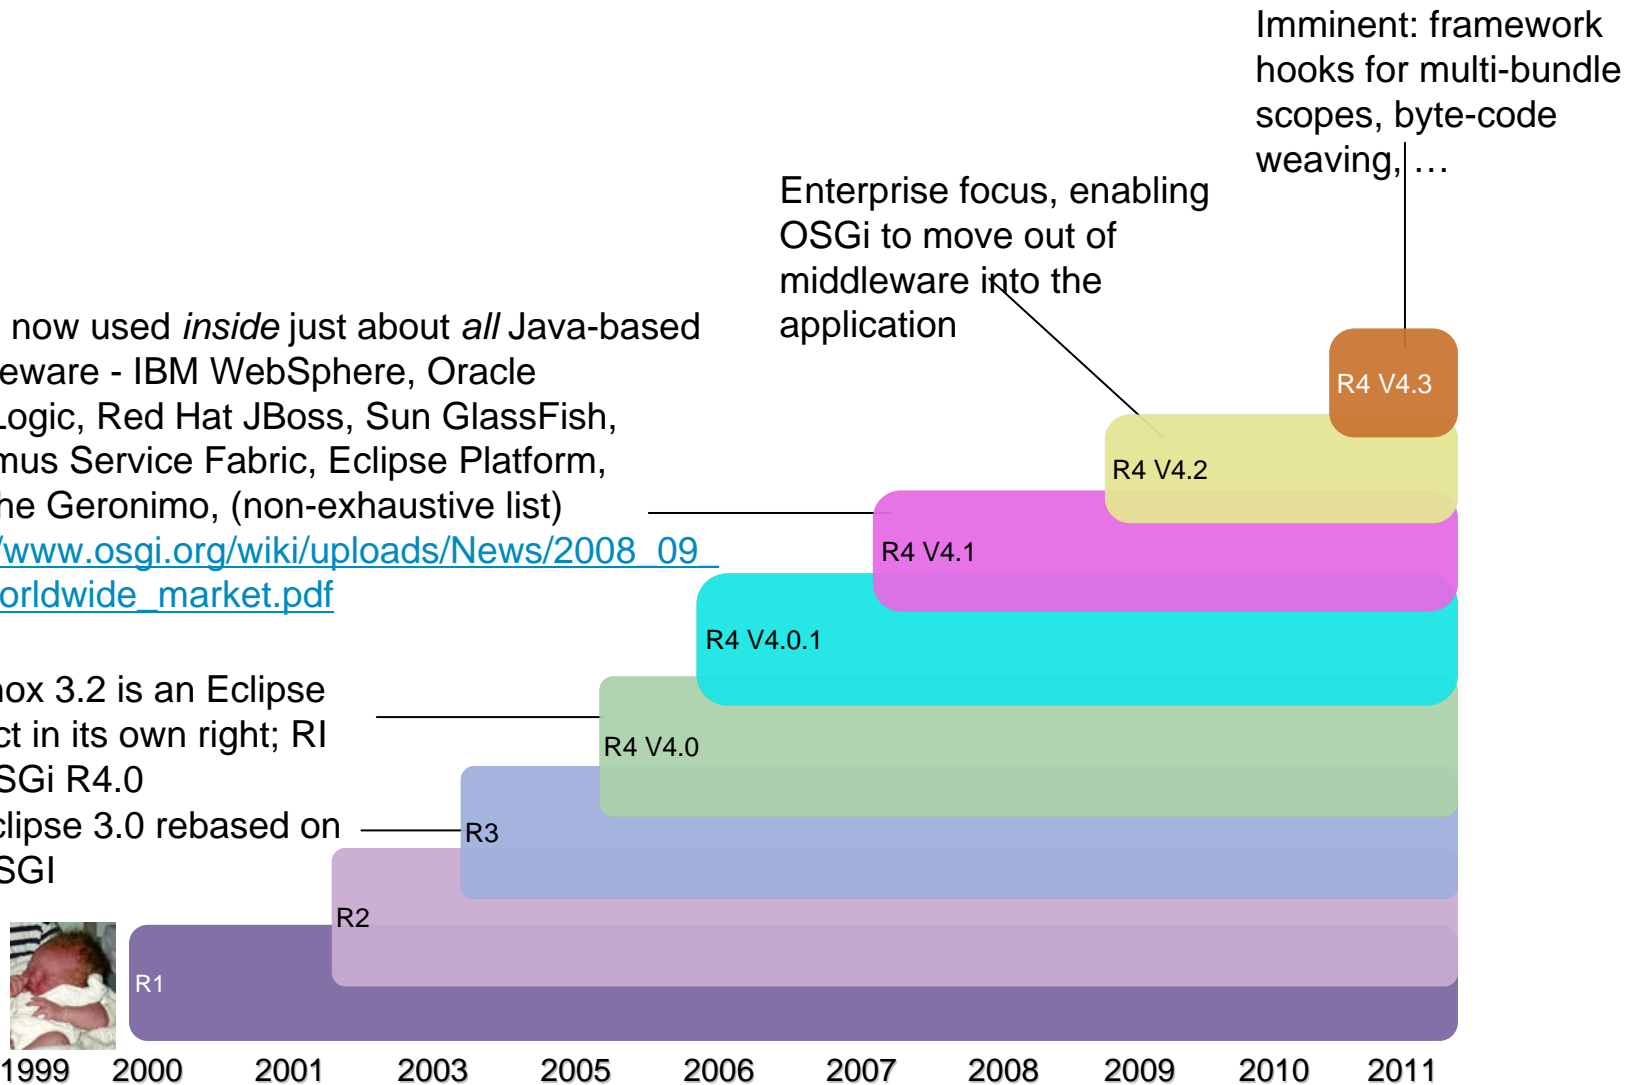 Imminent: framework
hooks for multi-bundle
scopes, byte-code
weaving, …
Enterprise focus, enabling
OSGi to move out of
middleware into the
application
now used inside just about all Java-based
eware - IBM WebSphere, Oracle
Logic, Red Hat JBoss, Sun GlassFish,
mus Service Fabric, Eclipse Platform,
he Geronimo, (non-exhaustive list)
/www.osgi.org/wiki/uploads/News/2008_09_
orldwide_market.pdf
nox 3.2 is an Eclipse
ct in its own right; RI
SGi R4.0
clipse 3.0 rebased on
SGI
R4 V4.3
R4 V4.2
R4 V4.1
R4 V4.0.1
R4 V4.0
R3
R2
R1
1999 2000 2001 2003 2005 2006 2007 2008 2009 2010 2011